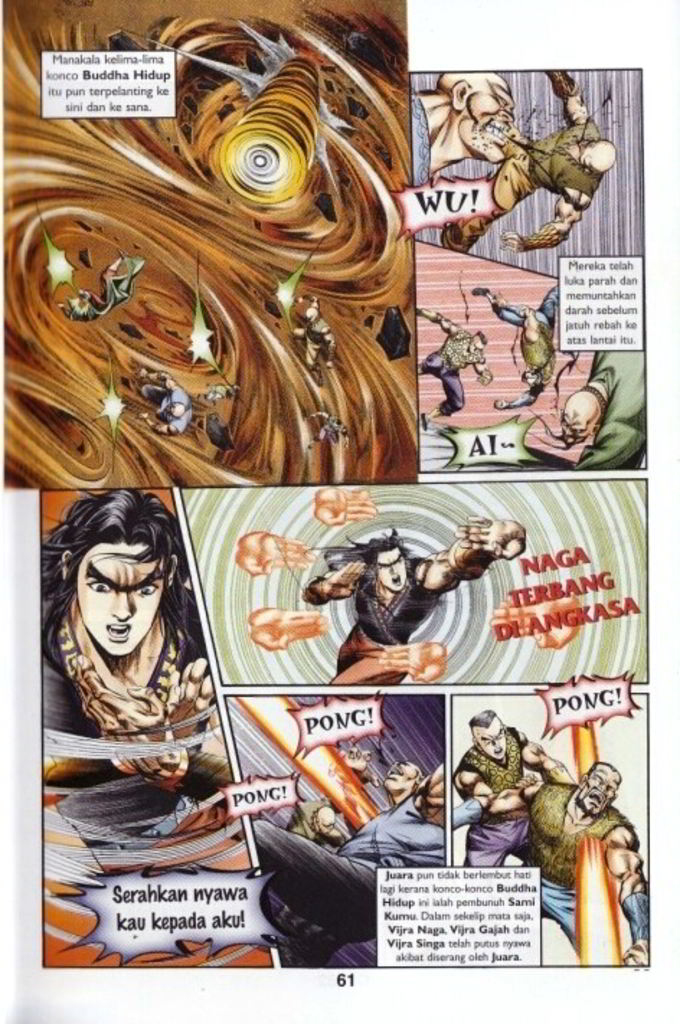 Manakala kelima-lima
konco Buddha Hidup
itu pun terpelanting ke
sini dan ke sana.
WU!
Mereka telah
luka parah dan
memuntahkan
darah sebelum
jatuh rebah ke
atas lantai itu.
AI~
NAGA
TERBANG
DI ANGKASA
Serahkan nyawa
kau kepada aku!
PONG!
PONG!
PONG!
Juara pun tidak berlembut hati
lagi kerana konco-konco Buddha
Hidup ini ialah pembunuh Sami
Kumu. Dalam sekelip mata saja,
Vijra Naga, Vijra Gajah dan
Vijra Singa telah putus nyawa
akibat diserang oleh Juara.
61